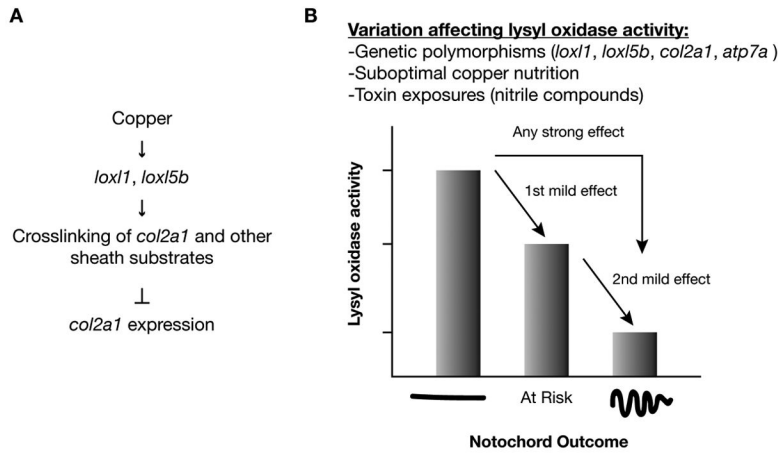 A
Copper
↓
loxl1, loxl5b
↓
Crosslinking of col2a1 and other
sheath substrates
⊥
col2a1 expression
B
Variation affecting lysyl oxidase activity:
-Genetic polymorphisms (loxl1, loxl5b, col2a1, atp7a )
-Suboptimal copper nutrition
-Toxin exposures (nitrile compounds)
Any strong effect
1st mild effect
2nd mild effect
Lysyl oxidase activity
At Risk
Notochord Outcome